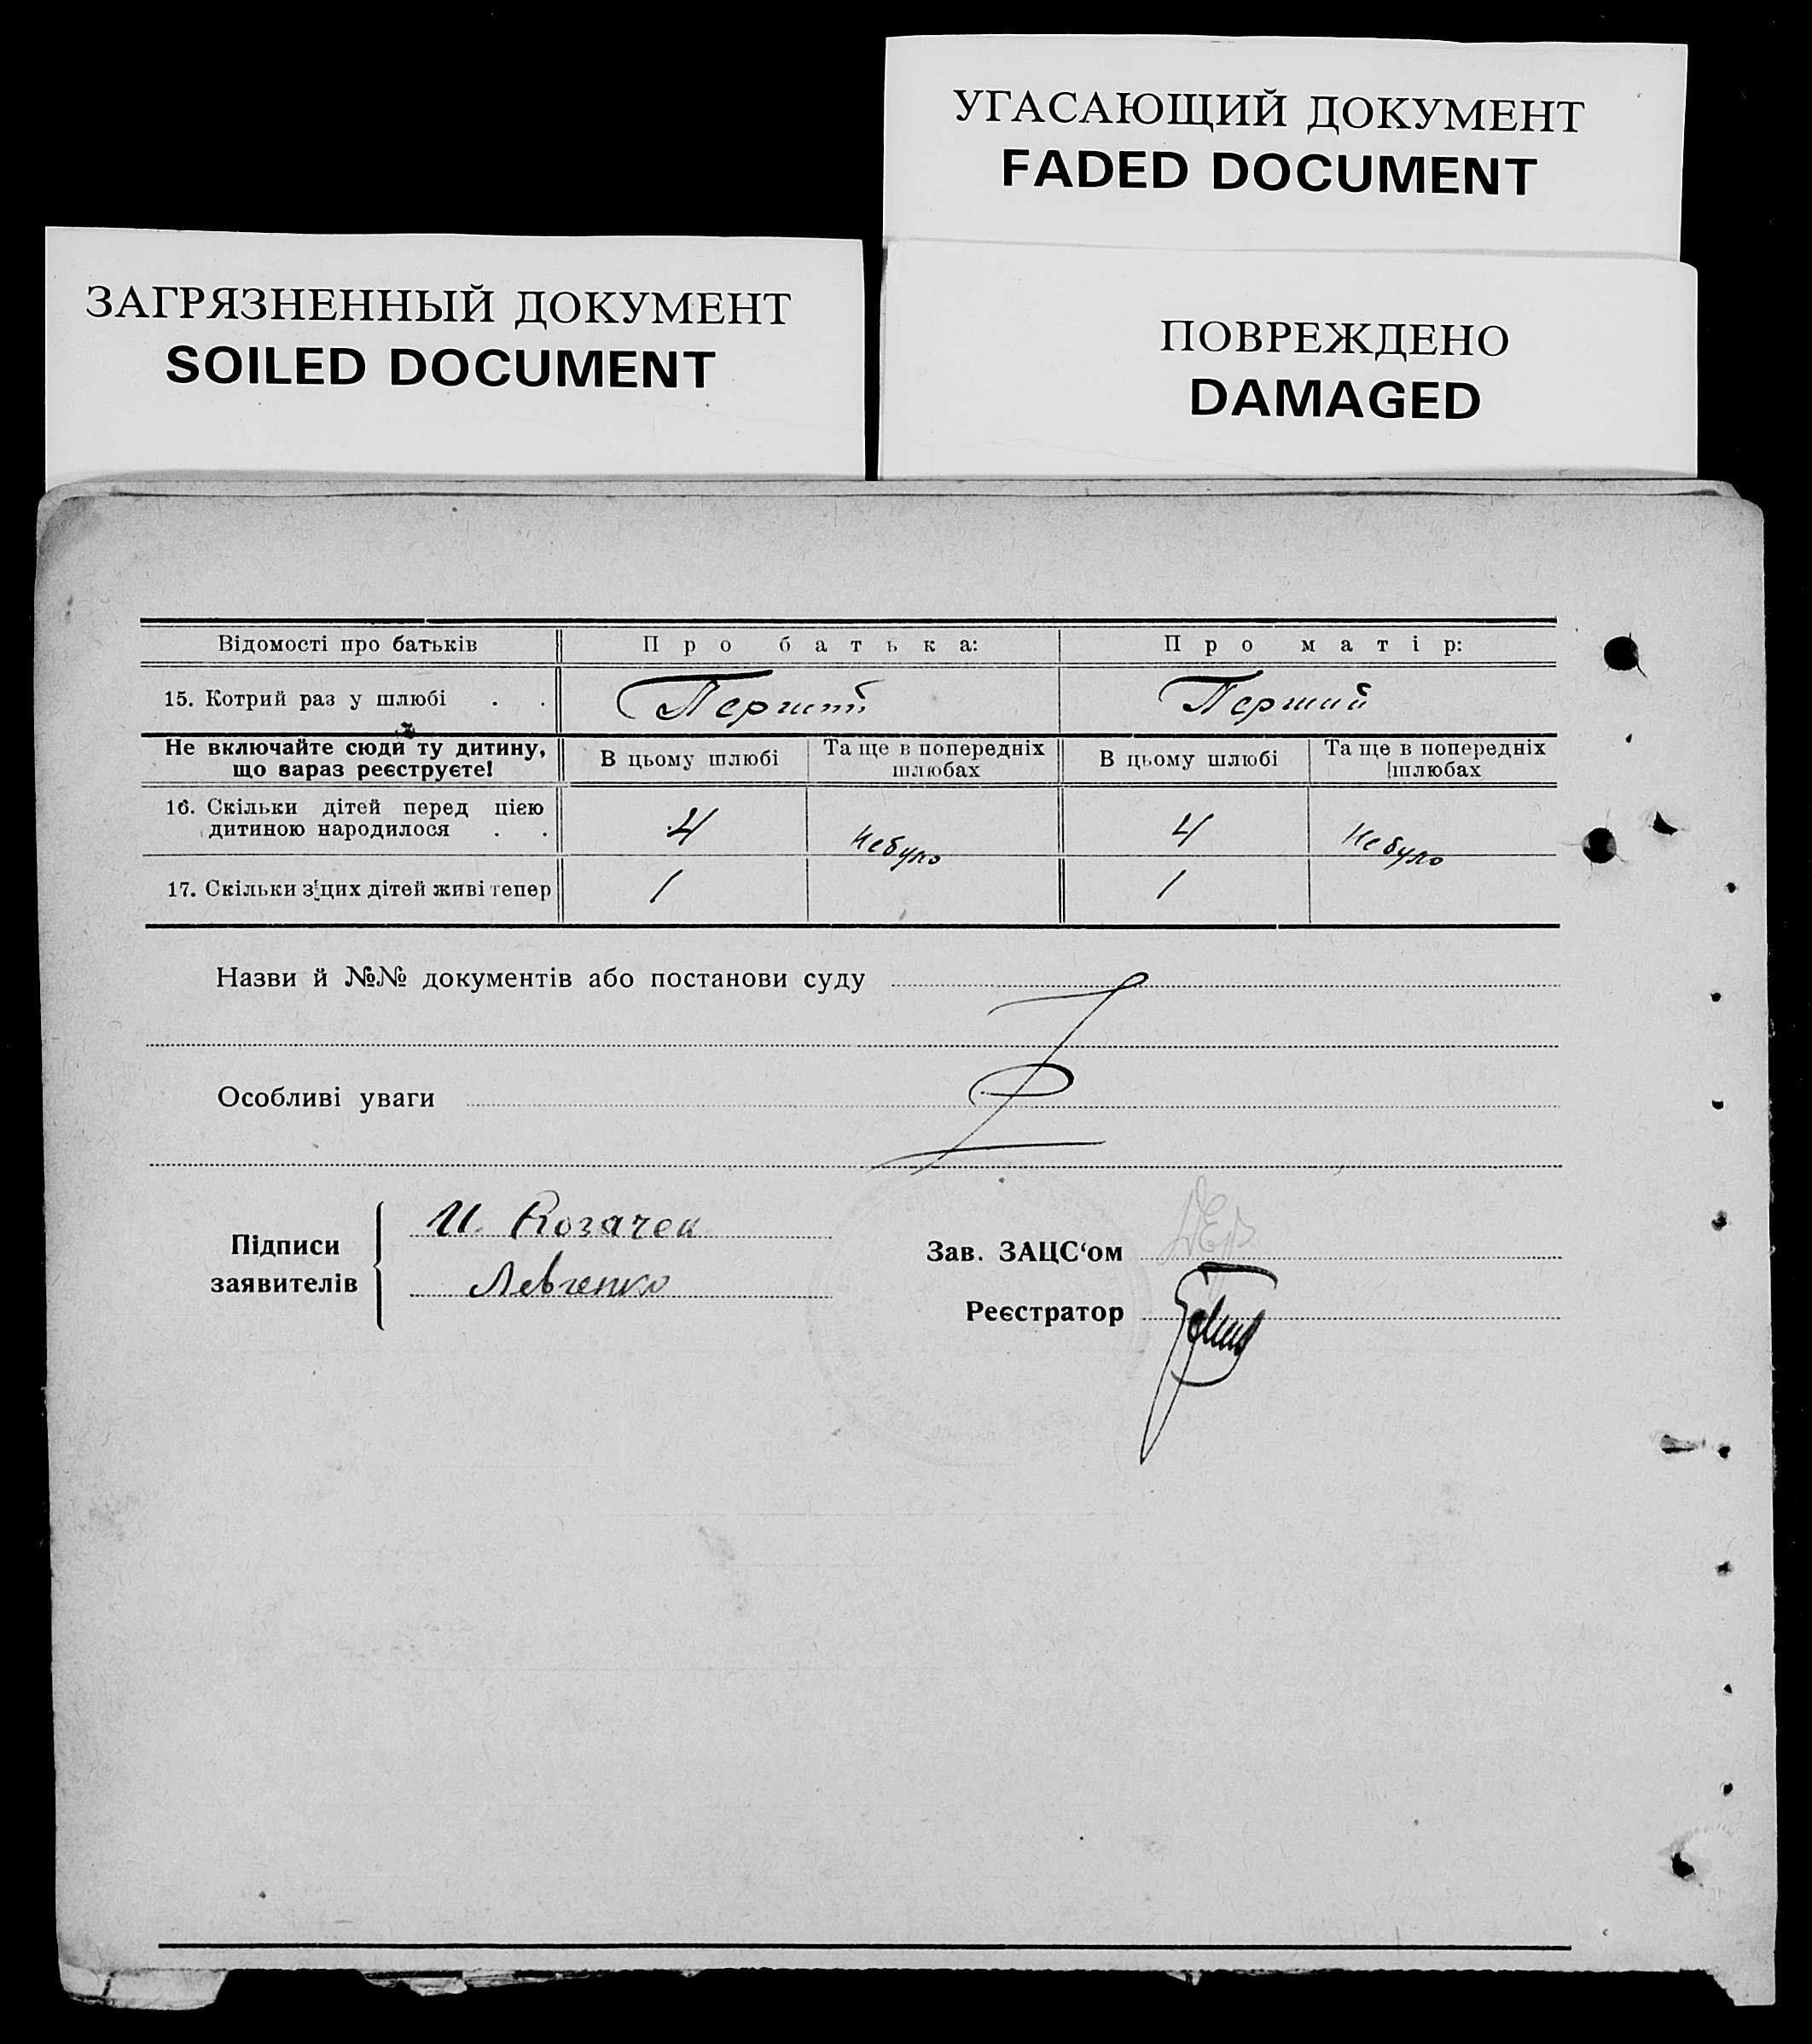 УГАСАЮЩИЙ ДОКУМЕНТ
FADED DOCUMENT
ЗАГРЯЗНЕННЫЙ ДОКУМЕНТ
SOILED DOCUMENT
ПОВРЕЖДЕНО
DAMAGED
Відомості про батьків Про батька: Про матір:
15. Котрий раз у шлюбі . . Перший Перший
Не включайте сюди ту дитину, що вараз реєструєте! В цьому шлюбі Та ще в попередніх шлюбах В цьому шлюбі Та ще в попередніх шлюбах
16. Скільки дітей перед цією
дитиною народилося . . 4 Небуло 4 Небуло
17. Скільки з цих дітей живі тепер 1 1
Назви й №№ документів або постанови суду
Особливі уваги
Підписи заявителів
И. Козачек
Левченко
Зав. ЗАЦС‘ом
Реєстратор